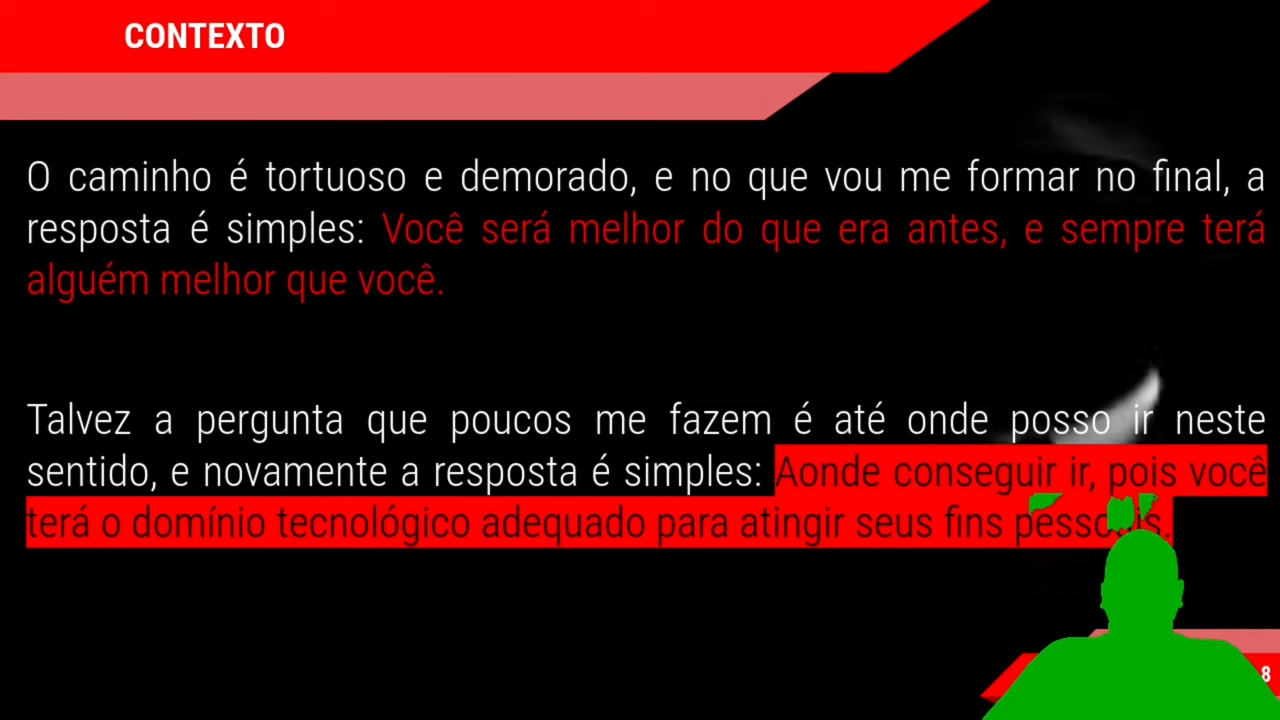 CONTEXTO
O caminho é tortuoso e demorado, e no que vou me formar no final, a
resposta é simples: Você será melhor do que era antes, e sempre terá
alguém melhor que você.
Talvez a pergunta que poucos me fazem é até onde posso ir neste
sentido, e novamente a resposta é simples: Aonde conseguir ir, pois você
terá o domínio tecnológico adequado para atingir seus fins pessoais.
8